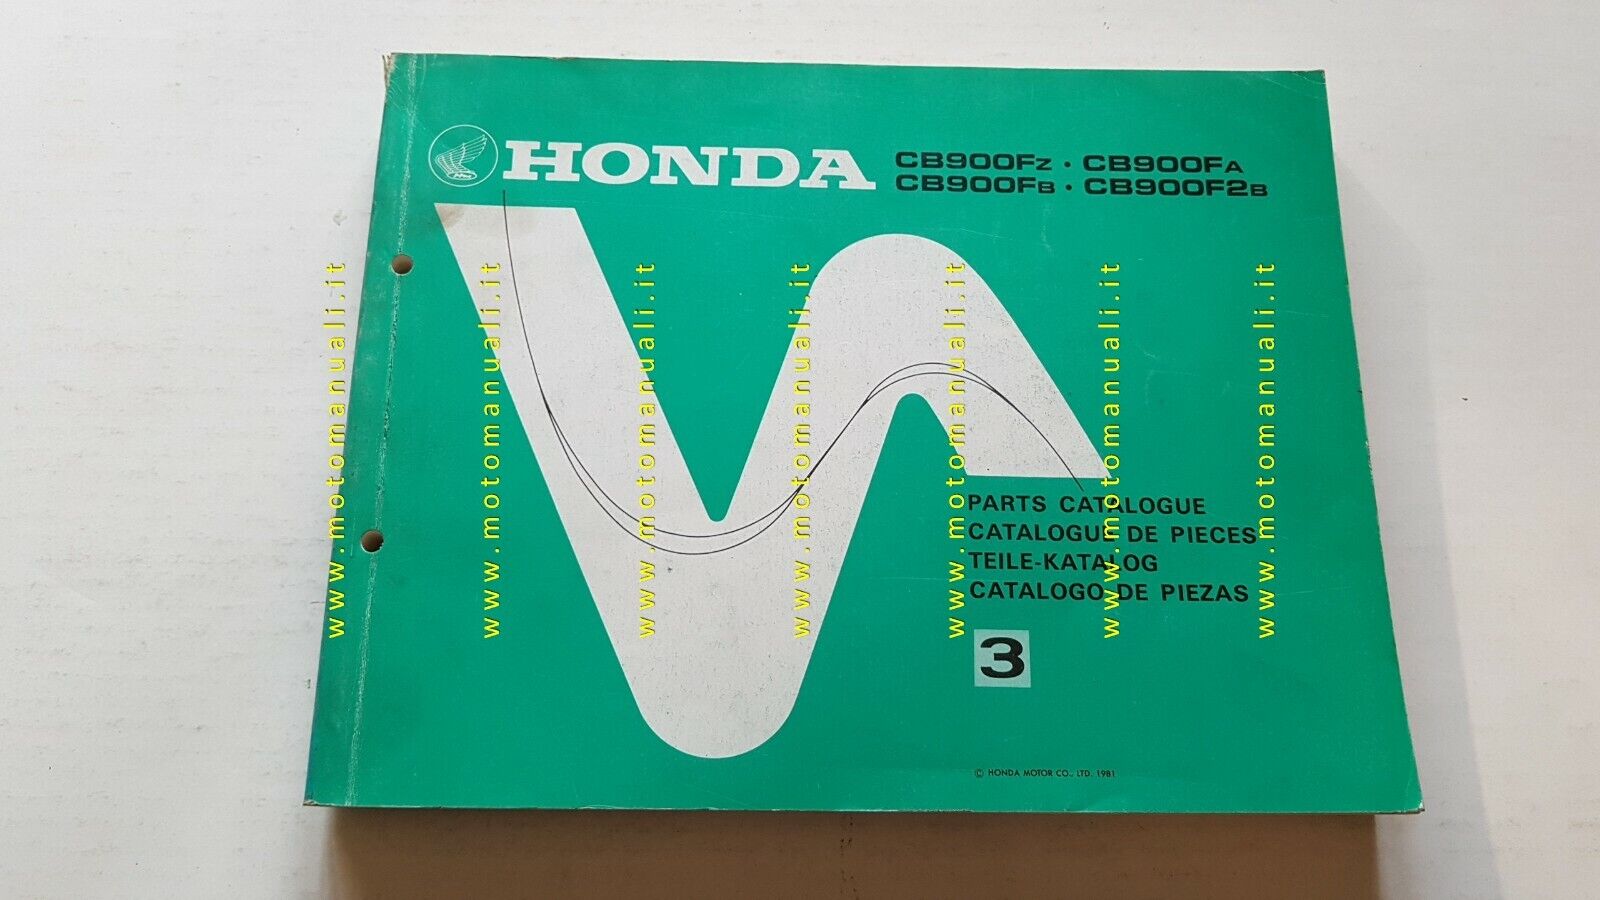 HONDA
CB900FZ · CB900FA
CB900FB · CB900F2B
PARTS CATALOGUE
CATALOGUE DE PIECES
TEILE-KATALOG
CATALOGO DE PIEZAS
3
© HONDA MOTOR CO., LTD. 1981
www.motomanuali.it
www.motomanuali.it
www.motomanuali.it
www.motomanuali.it
www.motomanuali.it
www.motomanuali.it
www.motomanuali.it